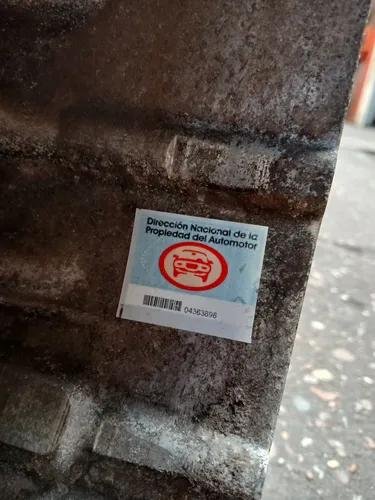 Dirección Nacional de la
Propiedad del Automotor
04363896